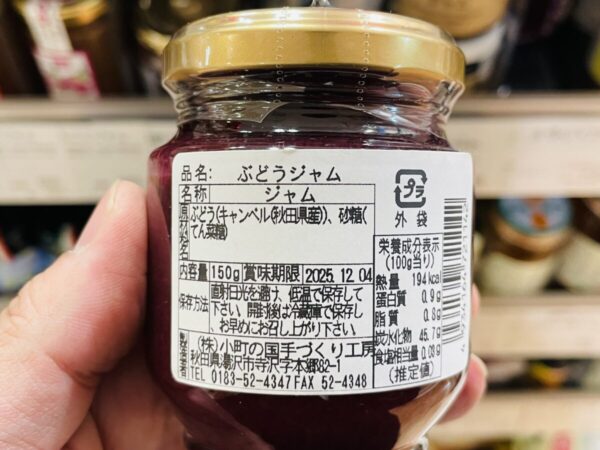 品名: ぶどうジャム
名称 ジャム
原材料名 ぶどう(キャンベル(秋田県産))、砂糖(
てん菜糖)
内容量 150g 賞味期限 2025.12.04
保存方法 直射日光を避け、低温で保存して
下さい。開封後は冷蔵庫で保存し
お早めにお召し上がり下さい。
製造者 (株)小町の国手づくり工房
秋田県湯沢市寺沢字本郷82-1
TEL 0183-52-4347 FAX 52-4348
プラ
外袋
栄養成分表示
(100g当り)
熱量 194kcal
蛋白質 0.9g
脂質 0.8g
炭水化物 45.7g
食塩相当量 0.03g
(推定値)